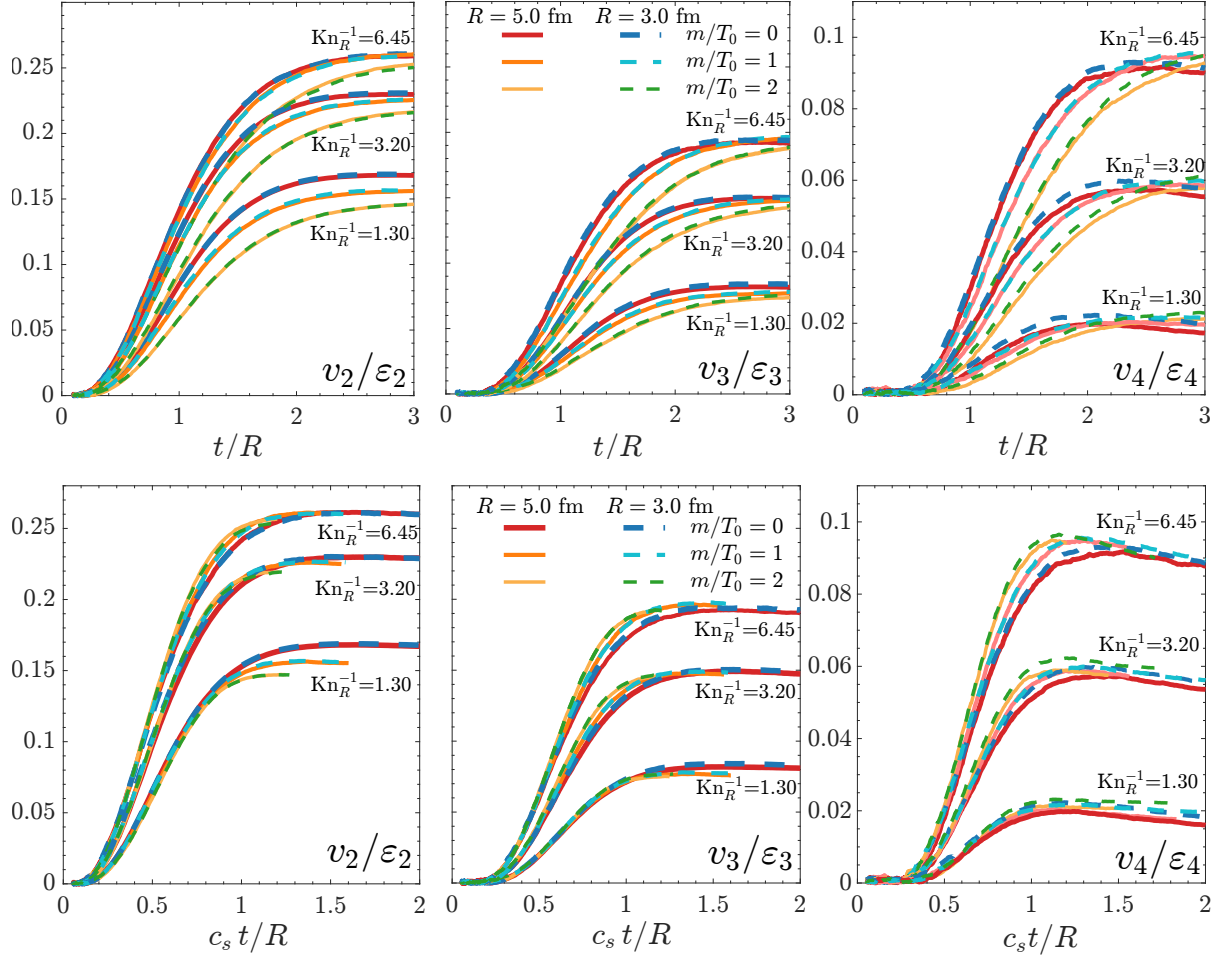 0.25
0.2
0.15
0.1
0.05
0
Kn_R^{-1}=6.45
Kn_R^{-1}=3.20
Kn_R^{-1}=1.30
v_2/ε_2
0 1 2 3
t/R
R = 5.0 fm R = 3.0 fm
m/T_0 = 0
m/T_0 = 1
m/T_0 = 2
Kn_R^{-1}=6.45
Kn_R^{-1}=3.20
Kn_R^{-1}=1.30
v_3/ε_3
0 1 2 3
t/R
0.1
0.08
0.06
0.04
0.02
0
Kn_R^{-1}=6.45
Kn_R^{-1}=3.20
Kn_R^{-1}=1.30
v_4/ε_4
0 1 2 3
t/R
0.25
0.2
0.15
0.1
0.05
0
Kn_R^{-1}=6.45
Kn_R^{-1}=3.20
Kn_R^{-1}=1.30
v_2/ε_2
0 0.5 1 1.5 2
c_s t/R
R = 5.0 fm R = 3.0 fm
m/T_0 = 0
m/T_0 = 1
m/T_0 = 2
Kn_R^{-1}=6.45
Kn_R^{-1}=3.20
Kn_R^{-1}=1.30
v_3/ε_3
0 0.5 1 1.5 2
c_s t/R
0.1
0.08
0.06
0.04
0.02
0
Kn_R^{-1}=6.45
Kn_R^{-1}=3.20
Kn_R^{-1}=1.30
v_4/ε_4
0 0.5 1 1.5 2
c_s t/R